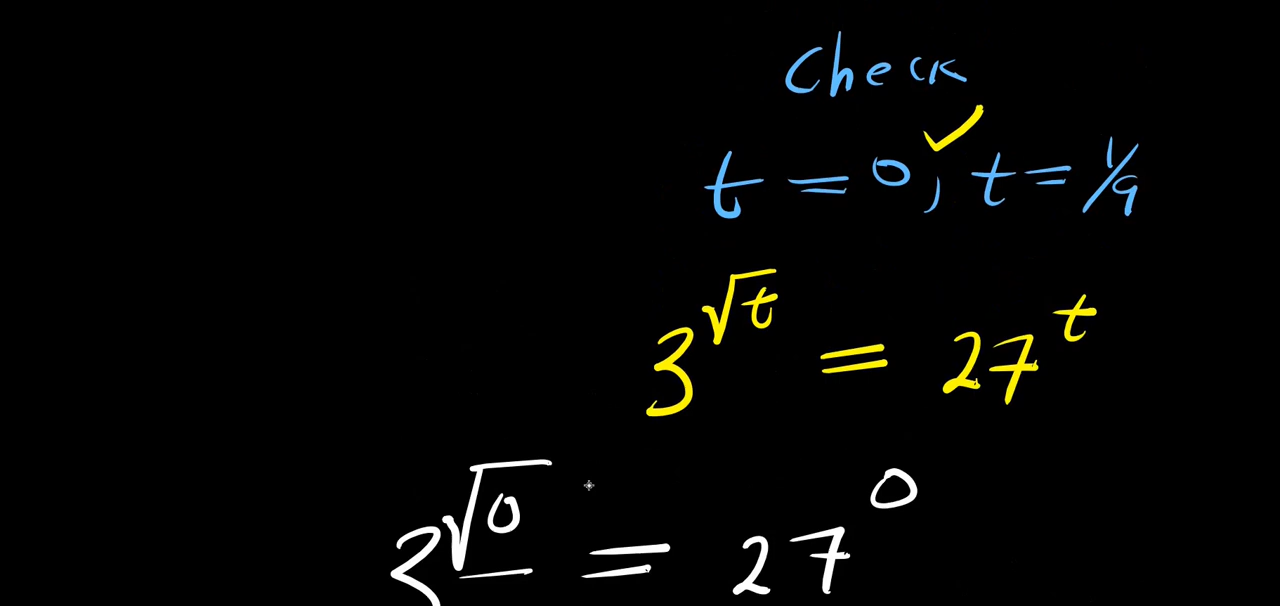 Check
t = 0, t = 1/9
3^√t = 27^t
3^√0 = 27^0